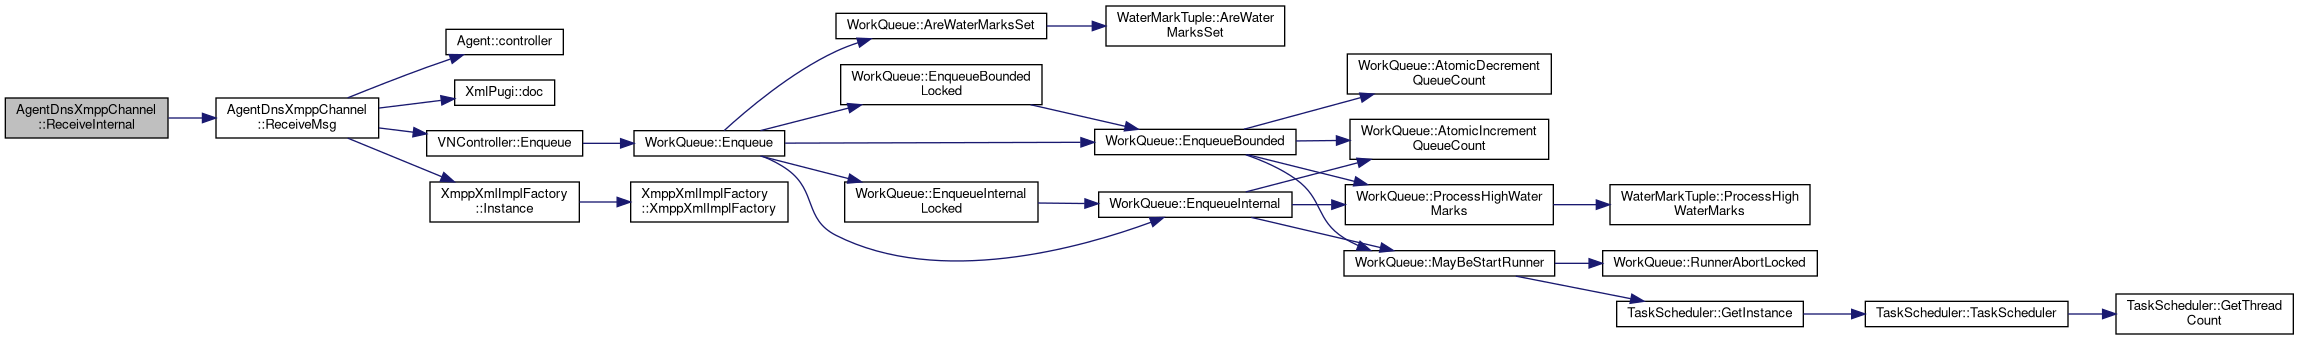 AgentDnsXmppChannel
::ReceiveInternal
AgentDnsXmppChannel
::ReceiveMsg
Agent::controller
XmlPugi::doc
VNController::Enqueue
XmppXmlImplFactory
::Instance
WorkQueue::Enqueue
XmppXmlImplFactory
::XmppXmlImplFactory
WorkQueue::AreWaterMarksSet
WorkQueue::EnqueueBounded
Locked
WorkQueue::EnqueueInternal
Locked
WaterMarkTuple::AreWater
MarksSet
WorkQueue::EnqueueBounded
WorkQueue::EnqueueInternal
WorkQueue::AtomicDecrement
QueueCount
WorkQueue::AtomicIncrement
QueueCount
WorkQueue::ProcessHighWater
Marks
WorkQueue::MayBeStartRunner
WaterMarkTuple::ProcessHigh
WaterMarks
WorkQueue::RunnerAbortLocked
TaskScheduler::GetInstance
TaskScheduler::TaskScheduler
TaskScheduler::GetThread
Count